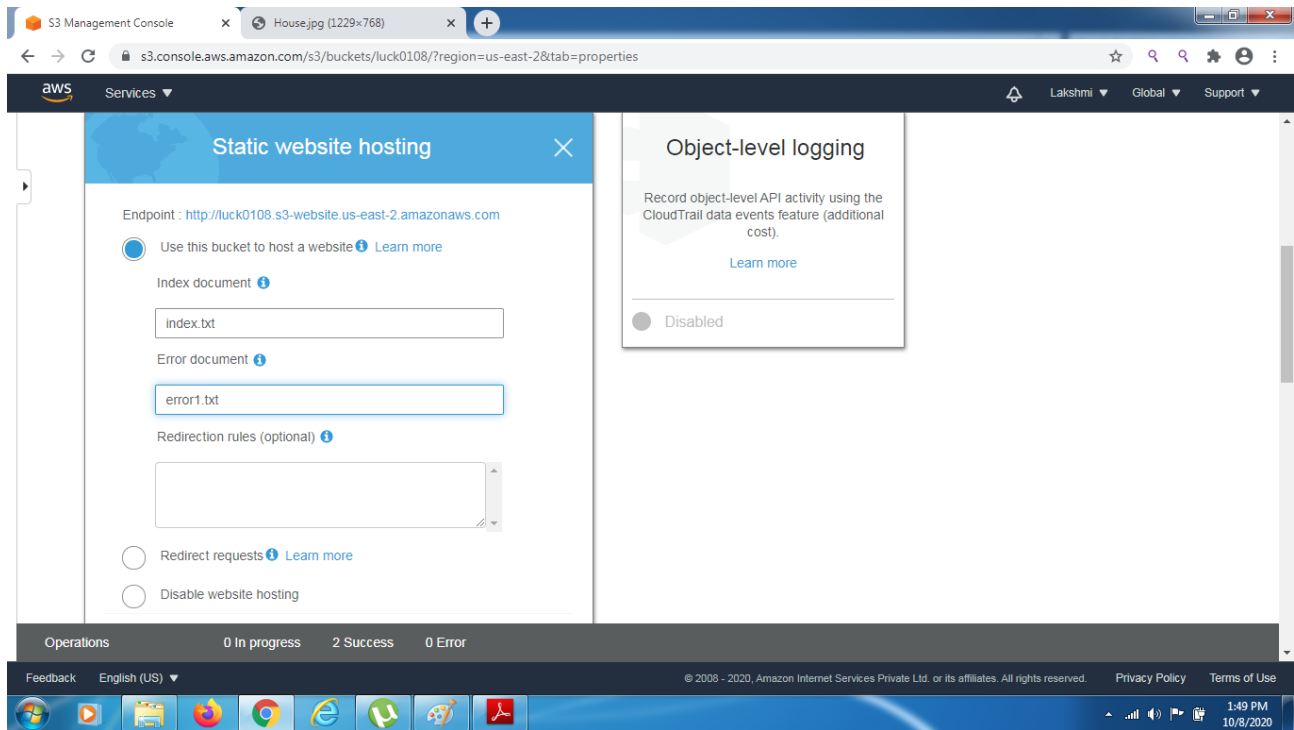 S3 Management Console
House.jpg (1229×768)
s3.console.aws.amazon.com/s3/buckets/luck0108/?region=us-east-2&tab=properties
aws Services Lakshmi Global Support
Static website hosting
Endpoint : http://luck0108.s3-website.us-east-2.amazonaws.com
Use this bucket to host a website Learn more
Index document
index.txt
Error document
error1.txt
Redirection rules (optional)
Redirect requests Learn more
Disable website hosting
Object-level logging
Record object-level API activity using the
CloudTrail data events feature (additional
cost).
Learn more
Disabled
Operations 0 In progress 2 Success 0 Error
Feedback English (US) © 2008 - 2020, Amazon Internet Services Private Ltd. or its affiliates. All rights reserved. Privacy Policy Terms of Use
1:49 PM
10/8/2020